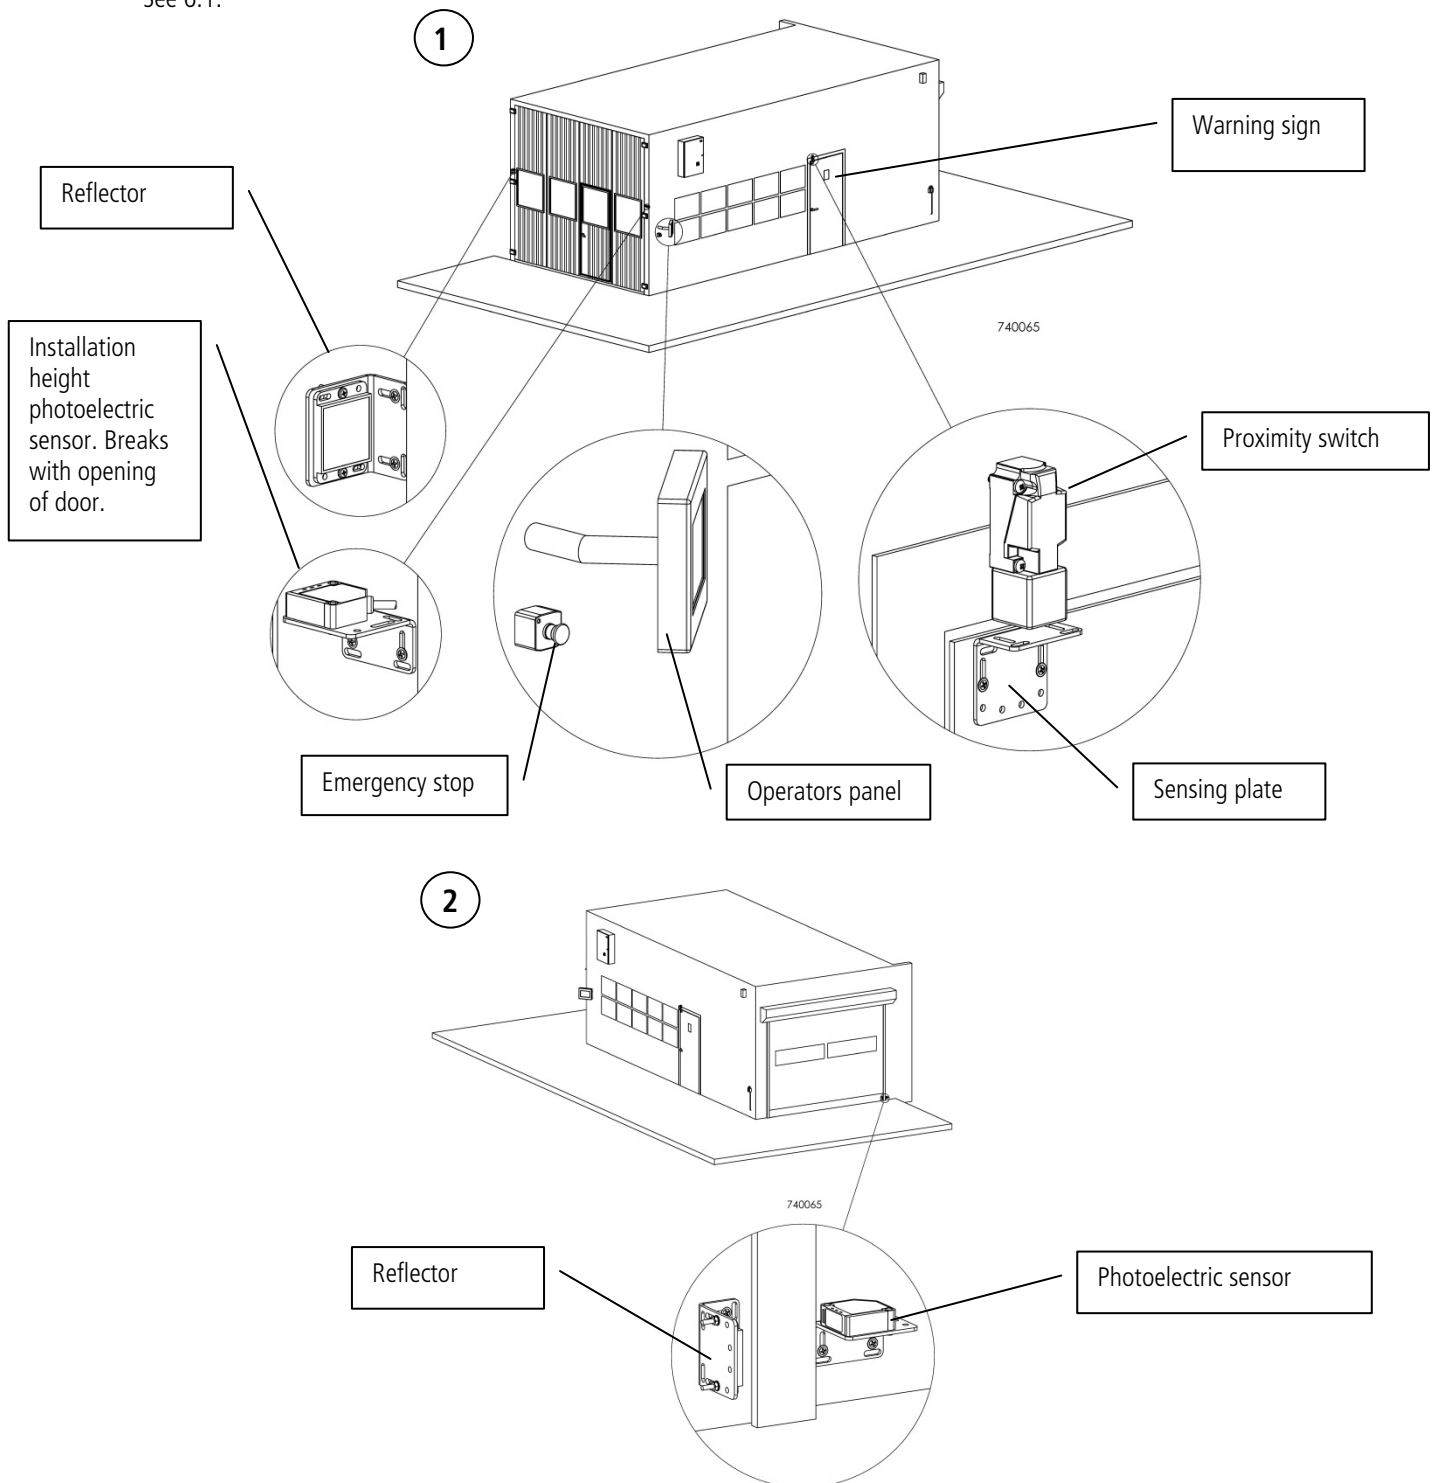 See 6.1.
1
Warning sign
Reflector
740065
Installation
height
photoelectric
sensor. Breaks
with opening
of door.
Proximity switch
Emergency stop
Operators panel
Sensing plate
2
740065
Reflector
Photoelectric sensor